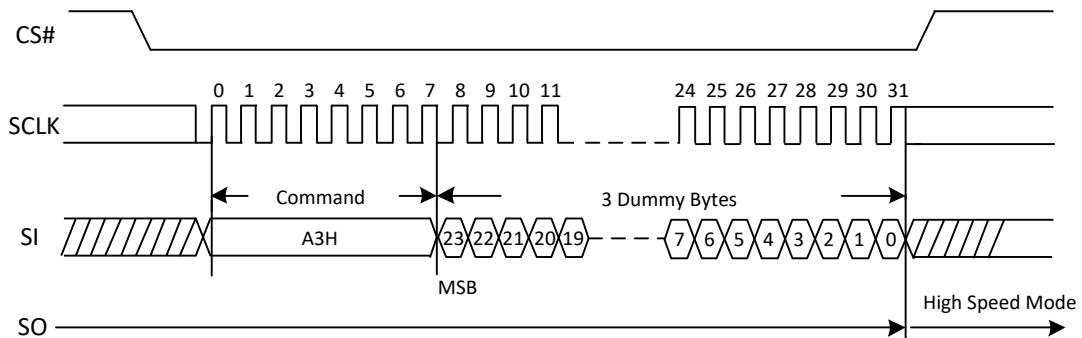 CS#
0 1 2 3 4 5 6 7 8 9 10 11 24 25 26 27 28 29 30 31
SCLK
Command 3 Dummy Bytes
SI A3H 23 22 21 20 19 7 6 5 4 3 2 1 0
MSB
High Speed Mode
SO